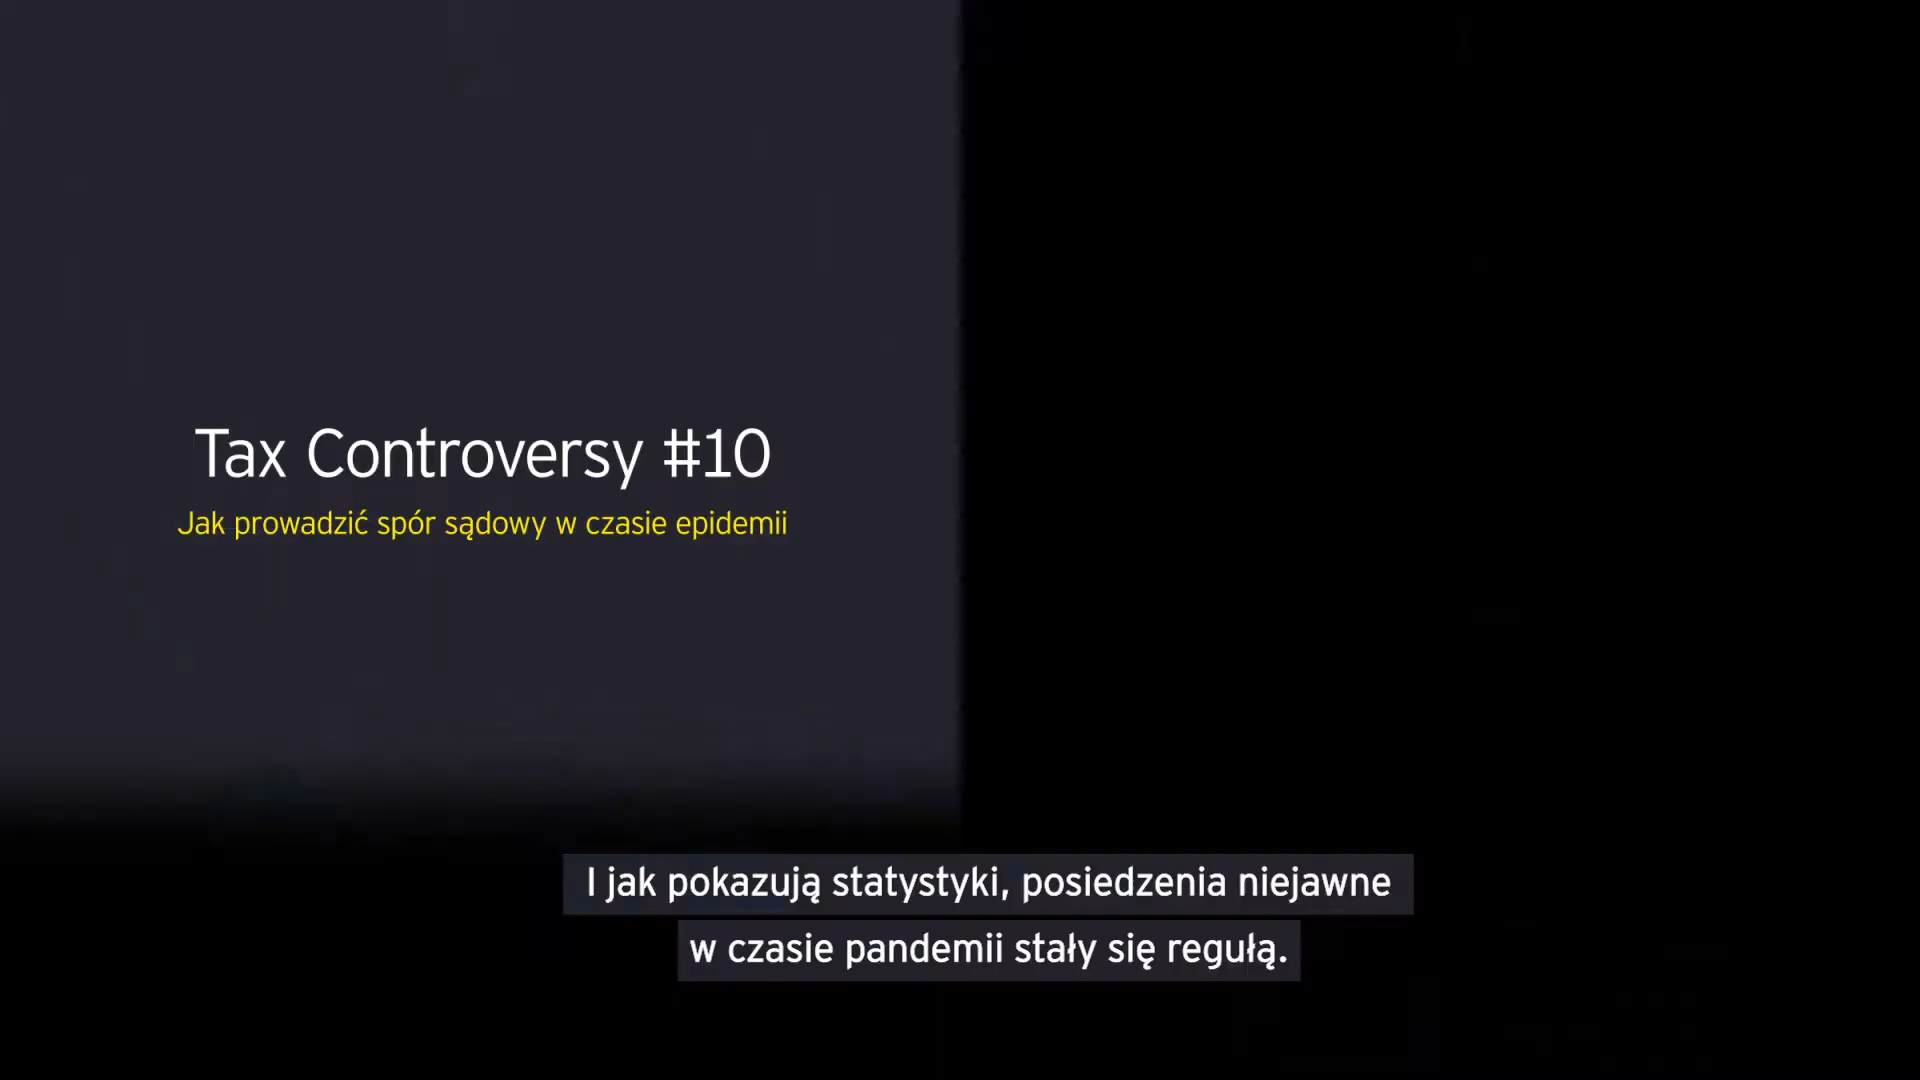 Tax Controversy #10
Jak prowadzić spór sądowy w czasie epidemii
I jak pokazują statystyki, posiedzenia niejawne
w czasie pandemii stały się regułą.